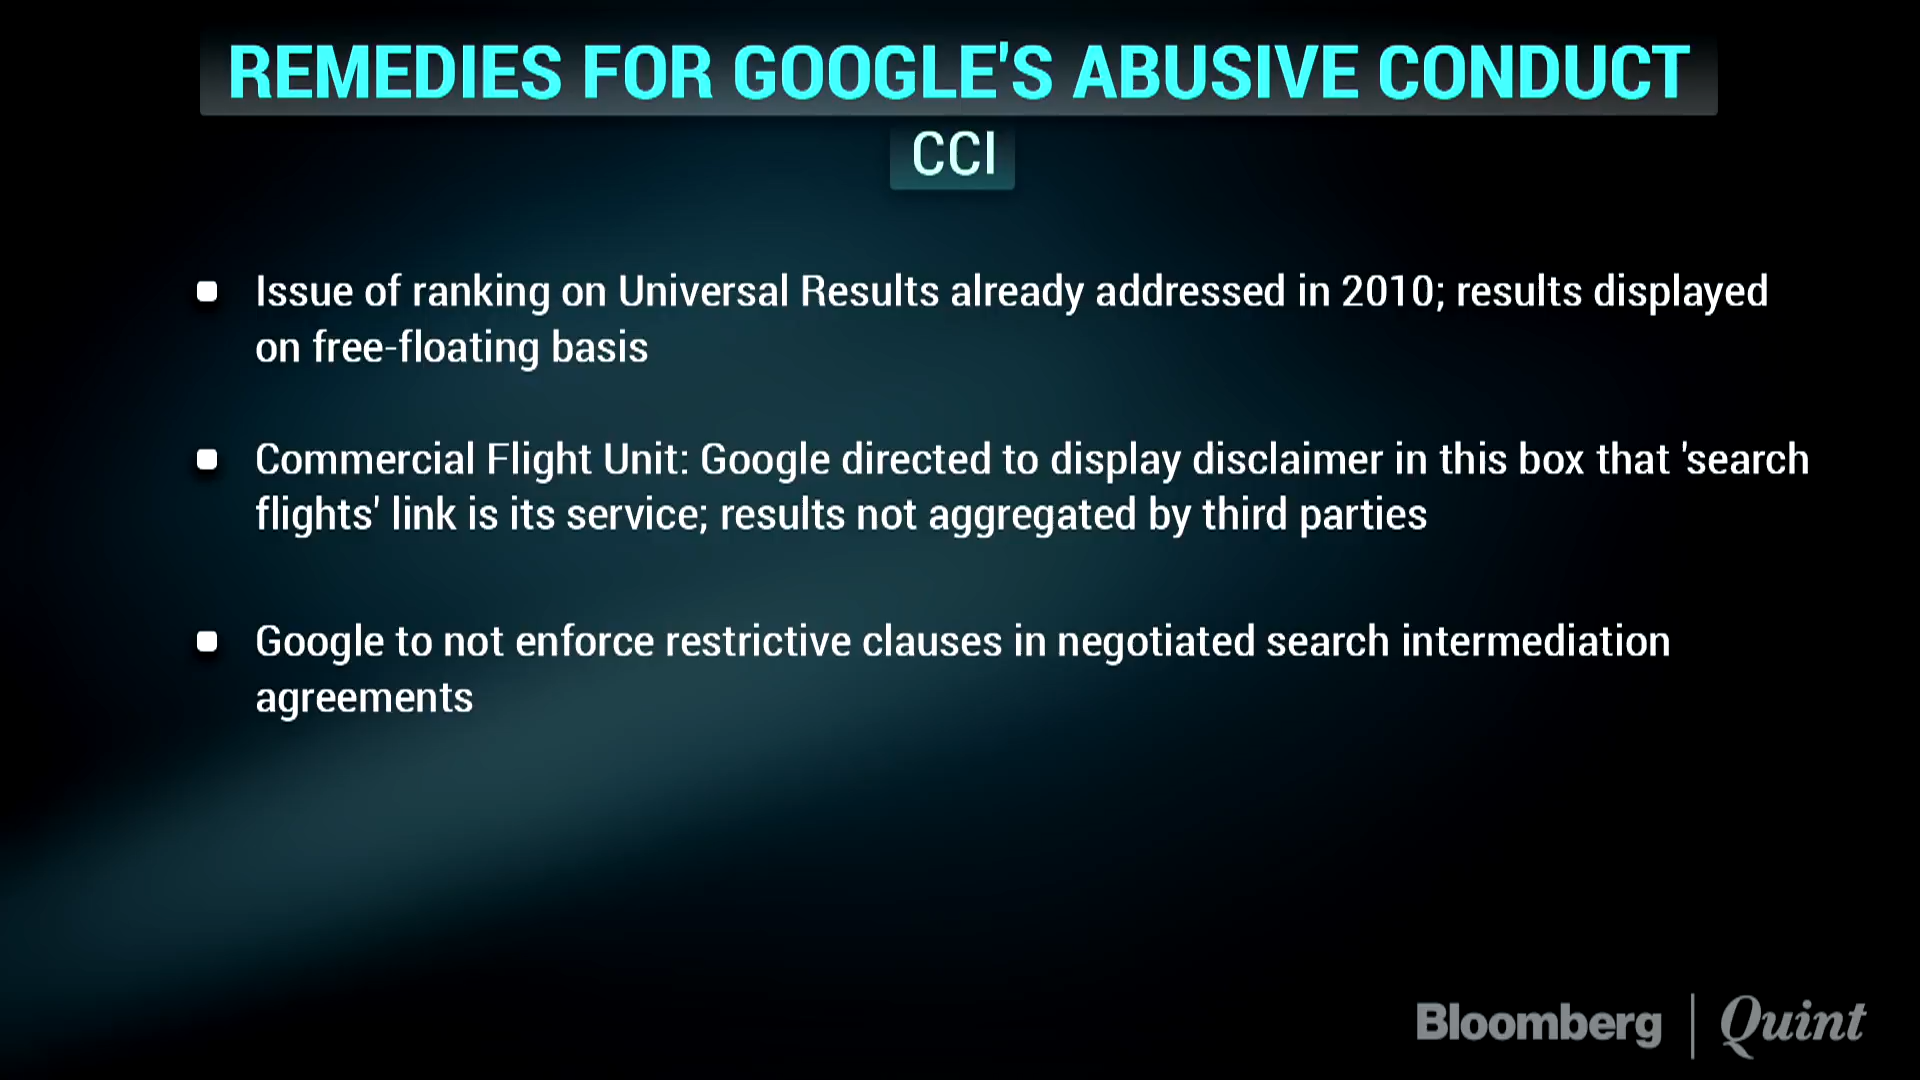 REMEDIES FOR GOOGLE'S ABUSIVE CONDUCT
CCI
Issue of ranking on Universal Results already addressed in 2010; results displayed
on free-floating basis
Commercial Flight Unit: Google directed to display disclaimer in this box that 'search
flights' link is its service; results not aggregated by third parties
Google to not enforce restrictive clauses in negotiated search intermediation
agreements
Bloomberg | Quint